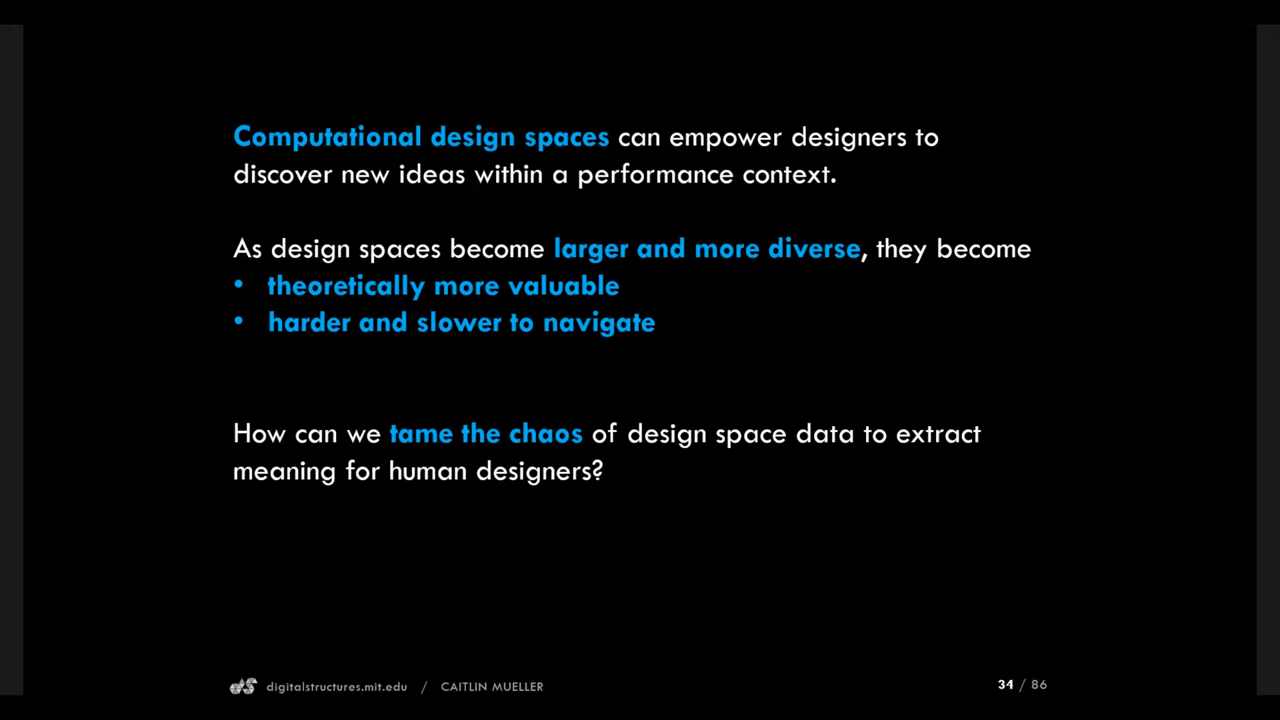 Computational design spaces can empower designers to
discover new ideas within a performance context.
As design spaces become larger and more diverse, they become
• theoretically more valuable
• harder and slower to navigate
How can we tame the chaos of design space data to extract
meaning for human designers?
digitalstructures.mit.edu / CAITLIN MUELLER
34 / 86